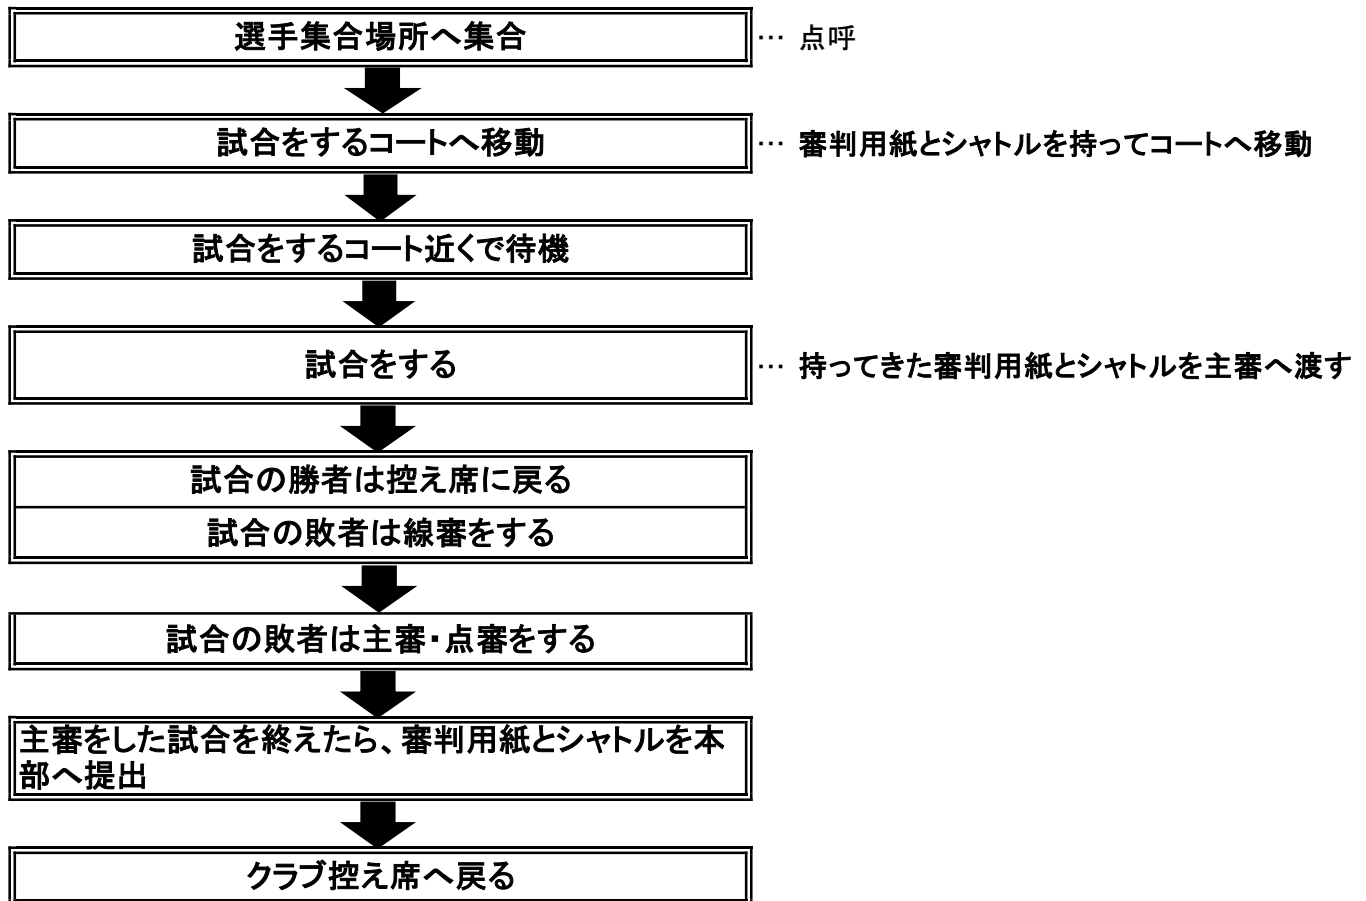 選手集合場所へ集合 … 点呼
試合をするコートへ移動 … 審判用紙とシャトルを持ってコートへ移動
試合をするコート近くで待機
試合をする … 持ってきた審判用紙とシャトルを主審へ渡す
試合の勝者は控え席に戻る
試合の敗者は線審をする
試合の敗者は主審・点審をする
主審をした試合を終えたら、審判用紙とシャトルを本
部へ提出
クラブ控え席へ戻る